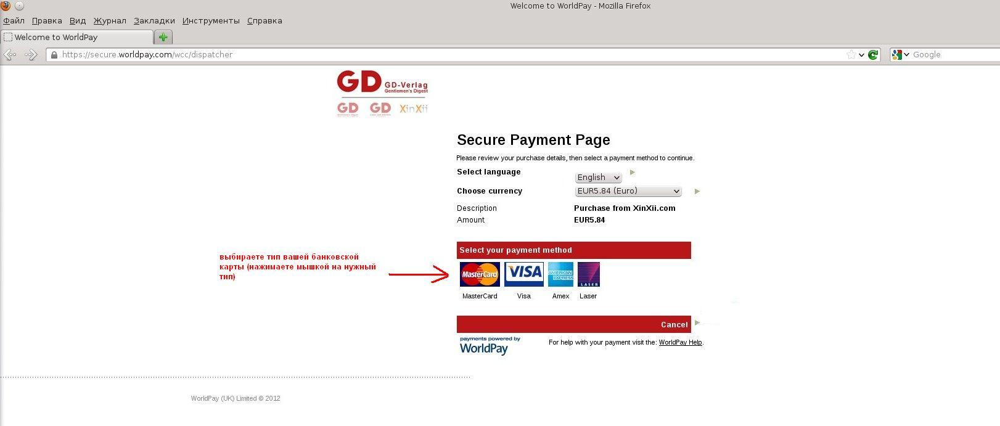 Welcome to WorldPay - Mozilla Firefox
Файл Правка Вид Журнал Закладки Инструменты Справка
Welcome to WorldPay
https://secure.worldpay.com/wcc/dispatcher
Google
GD GD-Verlag
Gentlemen's Digest
GD GD XinXii
Secure Payment Page
Please review your purchase details, then select a payment method to continue.
Select language English
Choose currency EUR5.84 (Euro)
Description Purchase from XinXii.com
Amount EUR5.84
Select your payment method
выбираете тип вашей банковской
карты (нажимаете мышкой на нужный
тип)
MasterCard VISA AMERICAN EXPRESS LASER
MasterCard Visa Amex Laser
Cancel
payments powered by
WorldPay
For help with your payment visit the: WorldPay Help.
WorldPay (UK) Limited © 2012